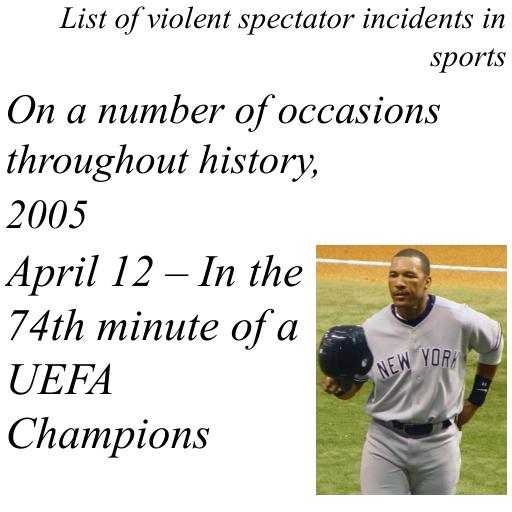 List of violent spectator incidents in
sports
On a number of occasions
throughout history,
2005
April 12 – In the
74th minute of a
UEFA
Champions
NEW YORK